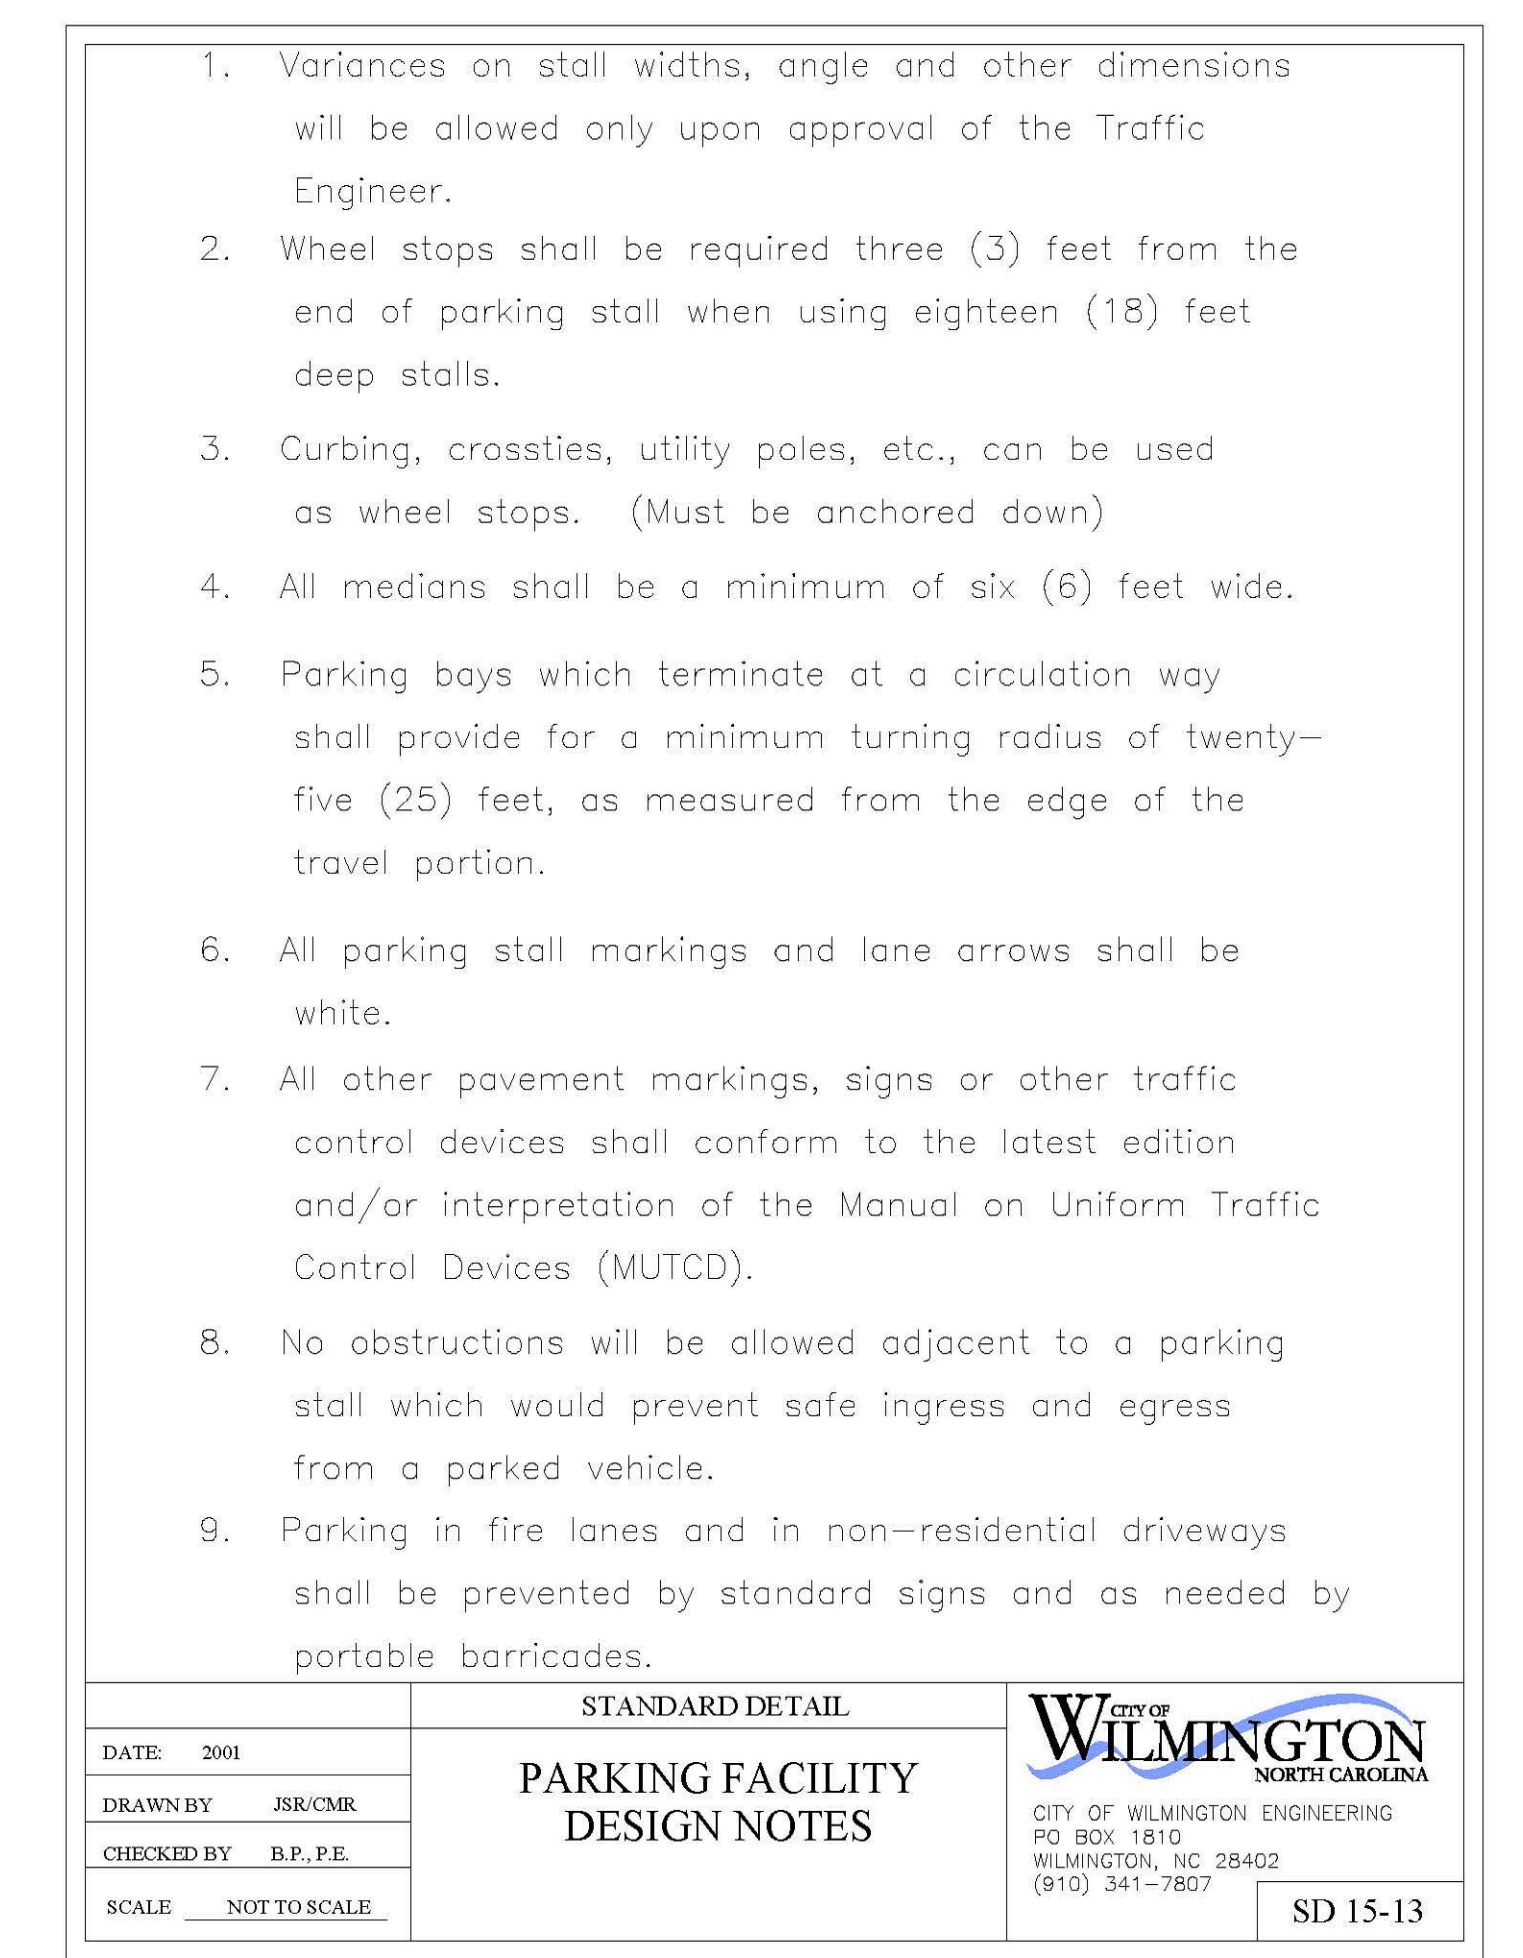 1. Variances on stall widths, angle and other dimensions
will be allowed only upon approval of the Traffic
Engineer.
2. Wheel stops shall be required three (3) feet from the
end of parking stall when using eighteen (18) feet
deep stalls.
3. Curbing, crossties, utility poles, etc., can be used
as wheel stops. (Must be anchored down)
4. All medians shall be a minimum of six (6) feet wide.
5. Parking bays which terminate at a circulation way
shall provide for a minimum turning radius of twenty-
five (25) feet, as measured from the edge of the
travel portion.
6. All parking stall markings and lane arrows shall be
white.
7. All other pavement markings, signs or other traffic
control devices shall conform to the latest edition
and/or interpretation of the Manual on Uniform Traffic
Control Devices (MUTCD).
8. No obstructions will be allowed adjacent to a parking
stall which would prevent safe ingress and egress
from a parked vehicle.
9. Parking in fire lanes and in non-residential driveways
shall be prevented by standard signs and as needed by
portable barricades.
DATE: 2001
DRAWN BY JSR/CMR
CHECKED BY B.P., P.E.
SCALE NOT TO SCALE
STANDARD DETAIL
PARKING FACILITY
DESIGN NOTES
CITY OF
WILMINGTON
NORTH CAROLINA
CITY OF WILMINGTON ENGINEERING
PO BOX 1810
WILMINGTON, NC 28402
(910) 341-7807
SD 15-13